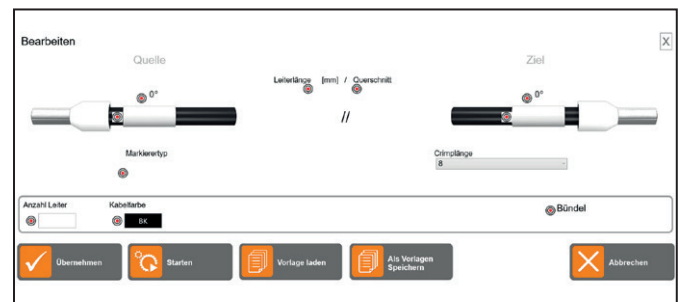 Bearbeiten
X
Quelle
Ziel
Leiterlänge [mm] / Querschnitt
0°
0°
//
Markierertyp
Crimplänge
8
Anzahl Leiter
Kabelfarbe
BK
Bündel
Übernehmen
Starten
Vorlage laden
Als Vorlagen
Speichern
Abbrechen